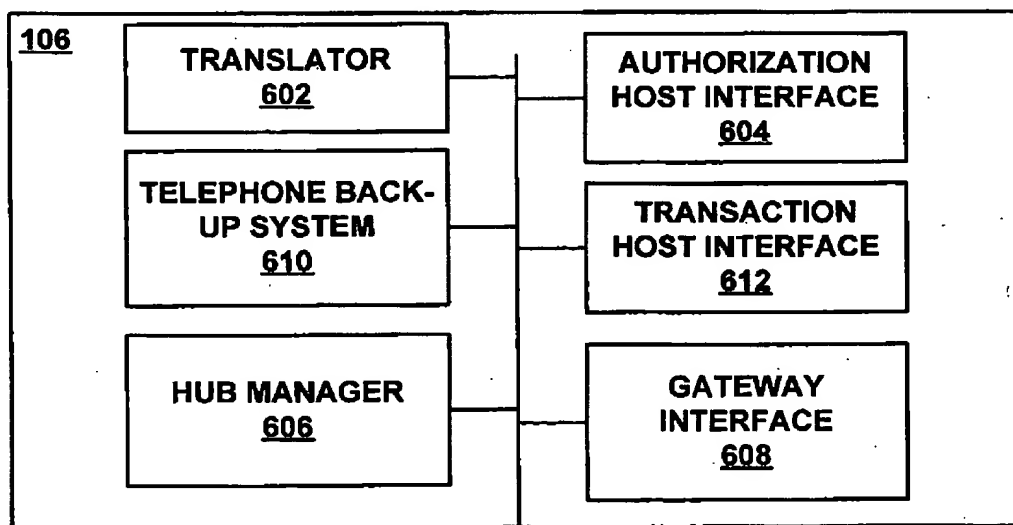 106
TRANSLATOR
602
AUTHORIZATION
HOST INTERFACE
604
TELEPHONE BACK-
UP SYSTEM
610
TRANSACTION
HOST INTERFACE
612
HUB MANAGER
606
GATEWAY
INTERFACE
608